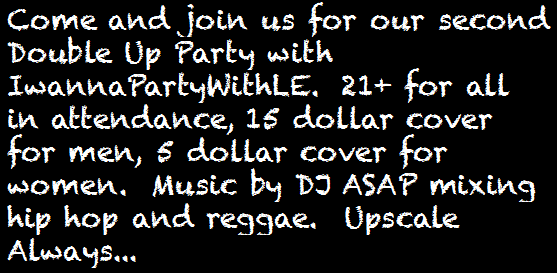 Come and join us for our second
Double Up Party with
IwannaPartyWithLE.  21+ for all
in attendance, 15 dollar cover
for men, 5 dollar cover for
women.  Music by DJ ASAP mixing
hip hop and reggae.  Upscale
Always...